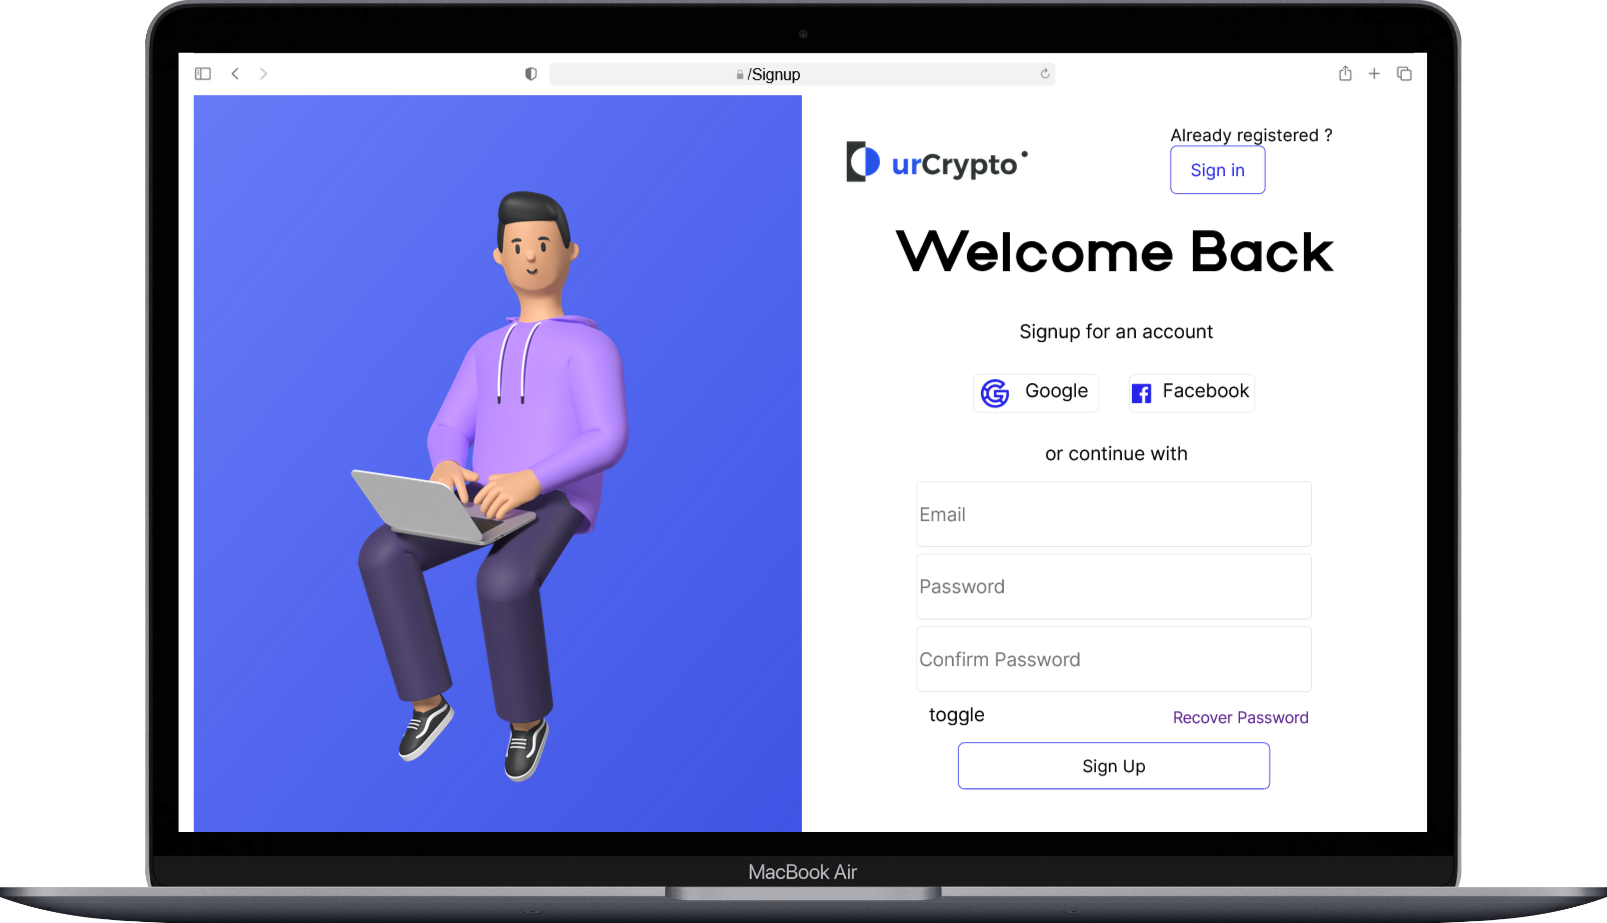 /Signup
Already registered ?
urCrypto
Sign in
Welcome Back
Signup for an account
Google
Facebook
or continue with
Email
Password
Confirm Password
toggle
Recover Password
Sign Up
MacBook Air